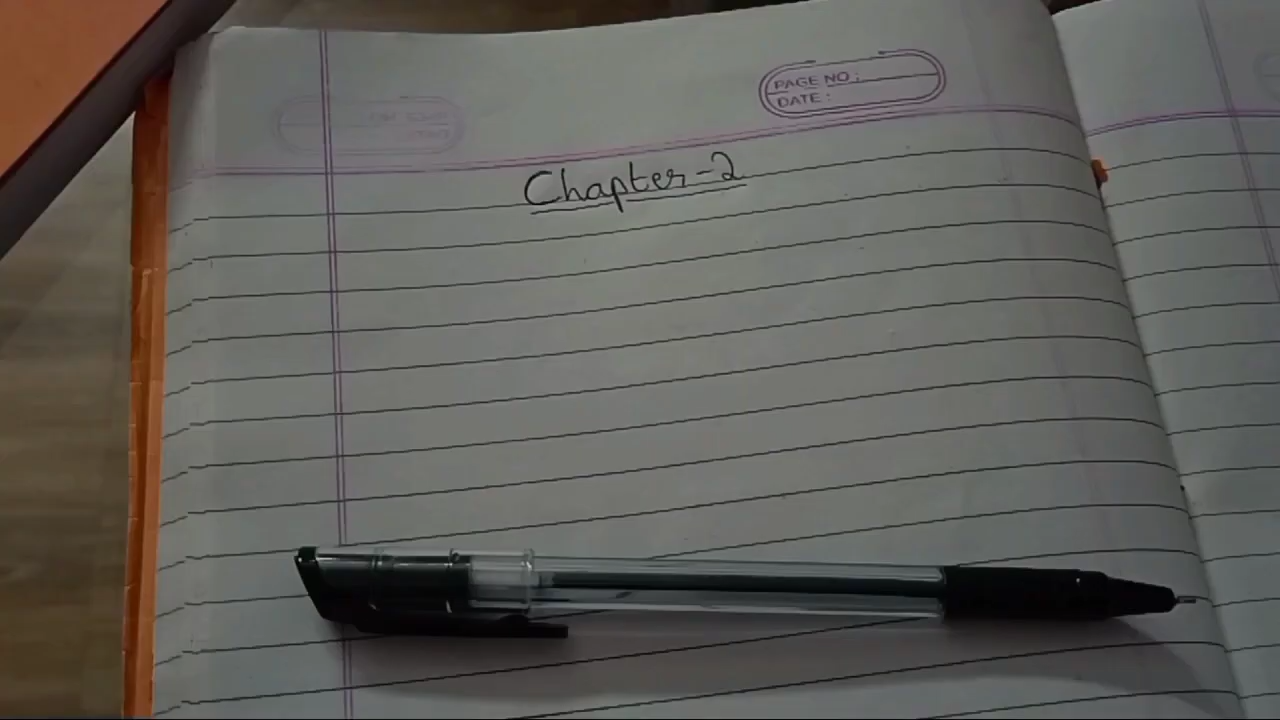 PAGE NO :
DATE :
Chapter-2